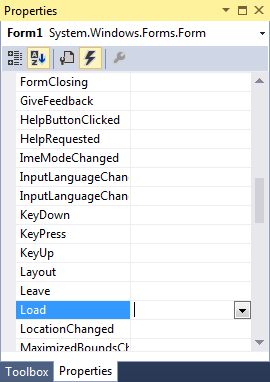 Properties
Form1 System.Windows.Forms.Form
FormClosing
GiveFeedback
HelpButtonClicked
HelpRequested
ImeModeChanged
InputLanguageChan
InputLanguageChan
KeyDown
KeyPress
KeyUp
Layout
Leave
Load
LocationChanged
MaximizedBoundsCh
Toolbox Properties